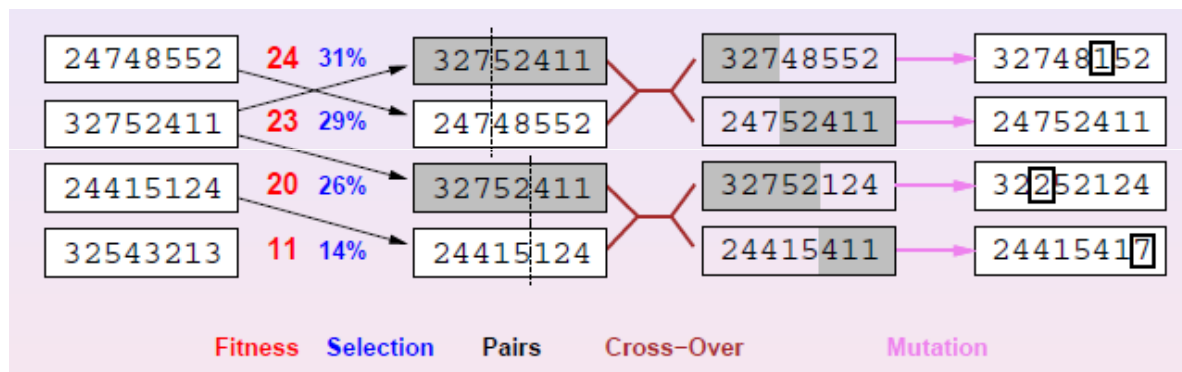 24748552 24 31% 32752411 32748552 32748152
32752411 23 29% 24748552 24752411 24752411
24415124 20 26% 32752411 32752124 32252124
32543213 11 14% 24415124 24415411 24415417
Fitness Selection Pairs Cross−Over Mutation